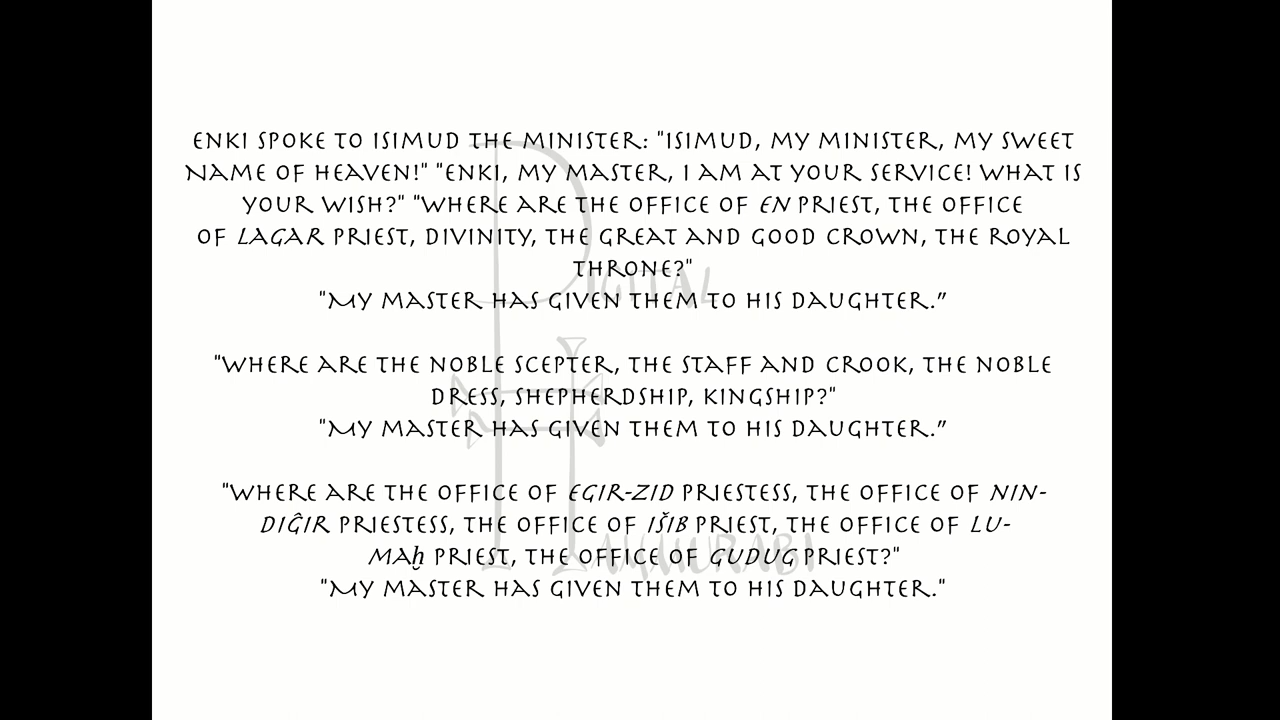 ENKI SPOKE TO ISIMUD THE MINISTER: "ISIMUD, MY MINISTER, MY SWEET
NAME OF HEAVEN!" "ENKI, MY MASTER, I AM AT YOUR SERVICE! WHAT IS
YOUR WISH?" "WHERE ARE THE OFFICE OF EN PRIEST, THE OFFICE
OF LAGAR PRIEST, DIVINITY, THE GREAT AND GOOD CROWN, THE ROYAL
THRONE?"
"MY MASTER HAS GIVEN THEM TO HIS DAUGHTER.”
"WHERE ARE THE NOBLE SCEPTER, THE STAFF AND CROOK, THE NOBLE
DRESS, SHEPHERDSHIP, KINGSHIP?"
"MY MASTER HAS GIVEN THEM TO HIS DAUGHTER.”
"WHERE ARE THE OFFICE OF EGIR-ZID PRIESTESS, THE OFFICE OF NIN-
DIĜIR PRIESTESS, THE OFFICE OF IŠIB PRIEST, THE OFFICE OF LU-
MAḫ PRIEST, THE OFFICE OF GUDUG PRIEST?"
"MY MASTER HAS GIVEN THEM TO HIS DAUGHTER."
DIGITAL
HAMMURABI